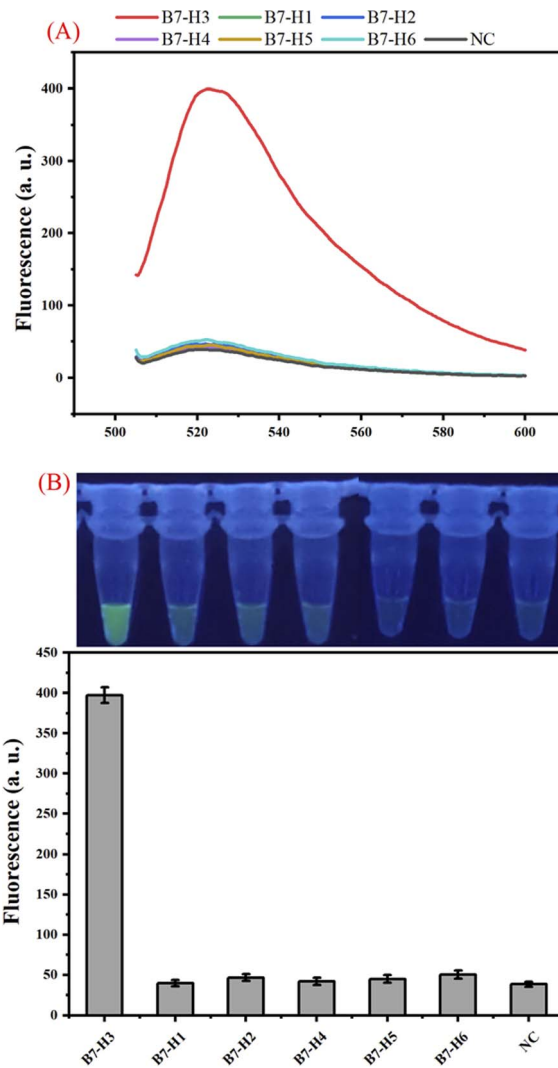 (A)
B7-H3 B7-H1 B7-H2
B7-H4 B7-H5 B7-H6 NC
Fluorescence (a. u.)
400
300
200
100
0
500 520 540 560 580 600
(B)
Fluorescence (a. u.)
450
400
350
300
250
200
150
100
50
0
B7-H3 B7-H1 B7-H2 B7-H4 B7-H5 B7-H6 NC